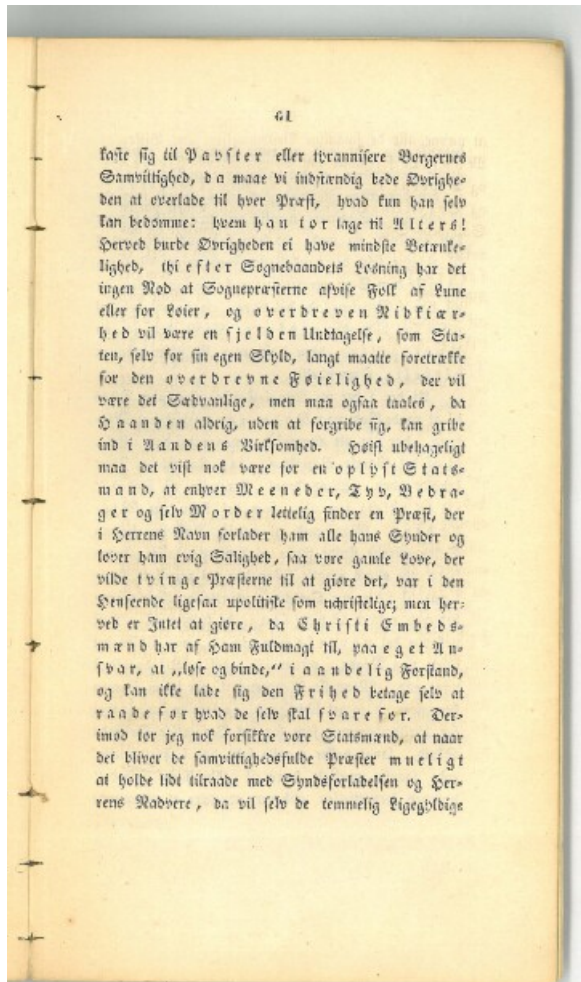 61
kaste sig til Pavster eller tyrannisere Borgernes
Samvittighed, da maae vi indstændig bede Øvrighe-
den at overlade til hver Præst, hvad kun han selv
kan bedømme: hvem han tør tage til Alters!
Herved burde Øvrigheden ei have mindste Betænke-
lighed, thi efter Sognebaandets Løsning har det
ingen Nød at Sognepræsterne afvise Folk af Lune
eller for Løier, og overdreven Nidkiær-
hed vil være en sjelden Undtagelse, som Sta-
ten, selv for sin egen Skyld, langt maatte foretrække
for den overdrevne Føielighed, der vil
være det Sædvanlige, men maa ogsaa taales, da
Haanden aldrig, uden at forgribe sig, kan gribe
ind i Aandens Virksomhed. Høist ubehageligt
maa det vist nok være for en oplyst Stats-
mand, at enhver Meeneder, Tyv, Bedra-
ger og selv Morder lettelig finder en Præst, der
i Herrens Navn forlader ham alle hans Synder og
lover ham evig Salighed, saa vore gamle Love, der
vilde tvinge Præsterne til at giøre det, var i den
Henseende ligesaa upolitiske som uchristelige; men her-
ved er Intet at giøre, da Christi Embeds-
mænd har af Ham Fuldmagt til, paa eget An-
svar, at „løse og binde,“ i aandelig Forstand,
og kan ikke lade sig den Frihed betage selv at
raade for hvad de selv skal svare for. Der-
imod tør jeg nok forsikkre vore Statsmænd, at naar
det bliver de samvittighedsfulde Præster mueligt
at holde lidt tilraade med Syndsforladelsen og Her-
rens Nadvere, da vil selv de temmelig Ligegyldige